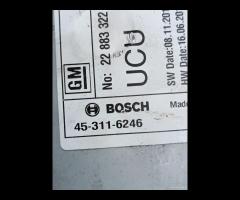 GM
No: 22 883 322
UCU
SW Date:08.11.20
HW Date:16.06.20
BOSCH
Made
45-311-6246